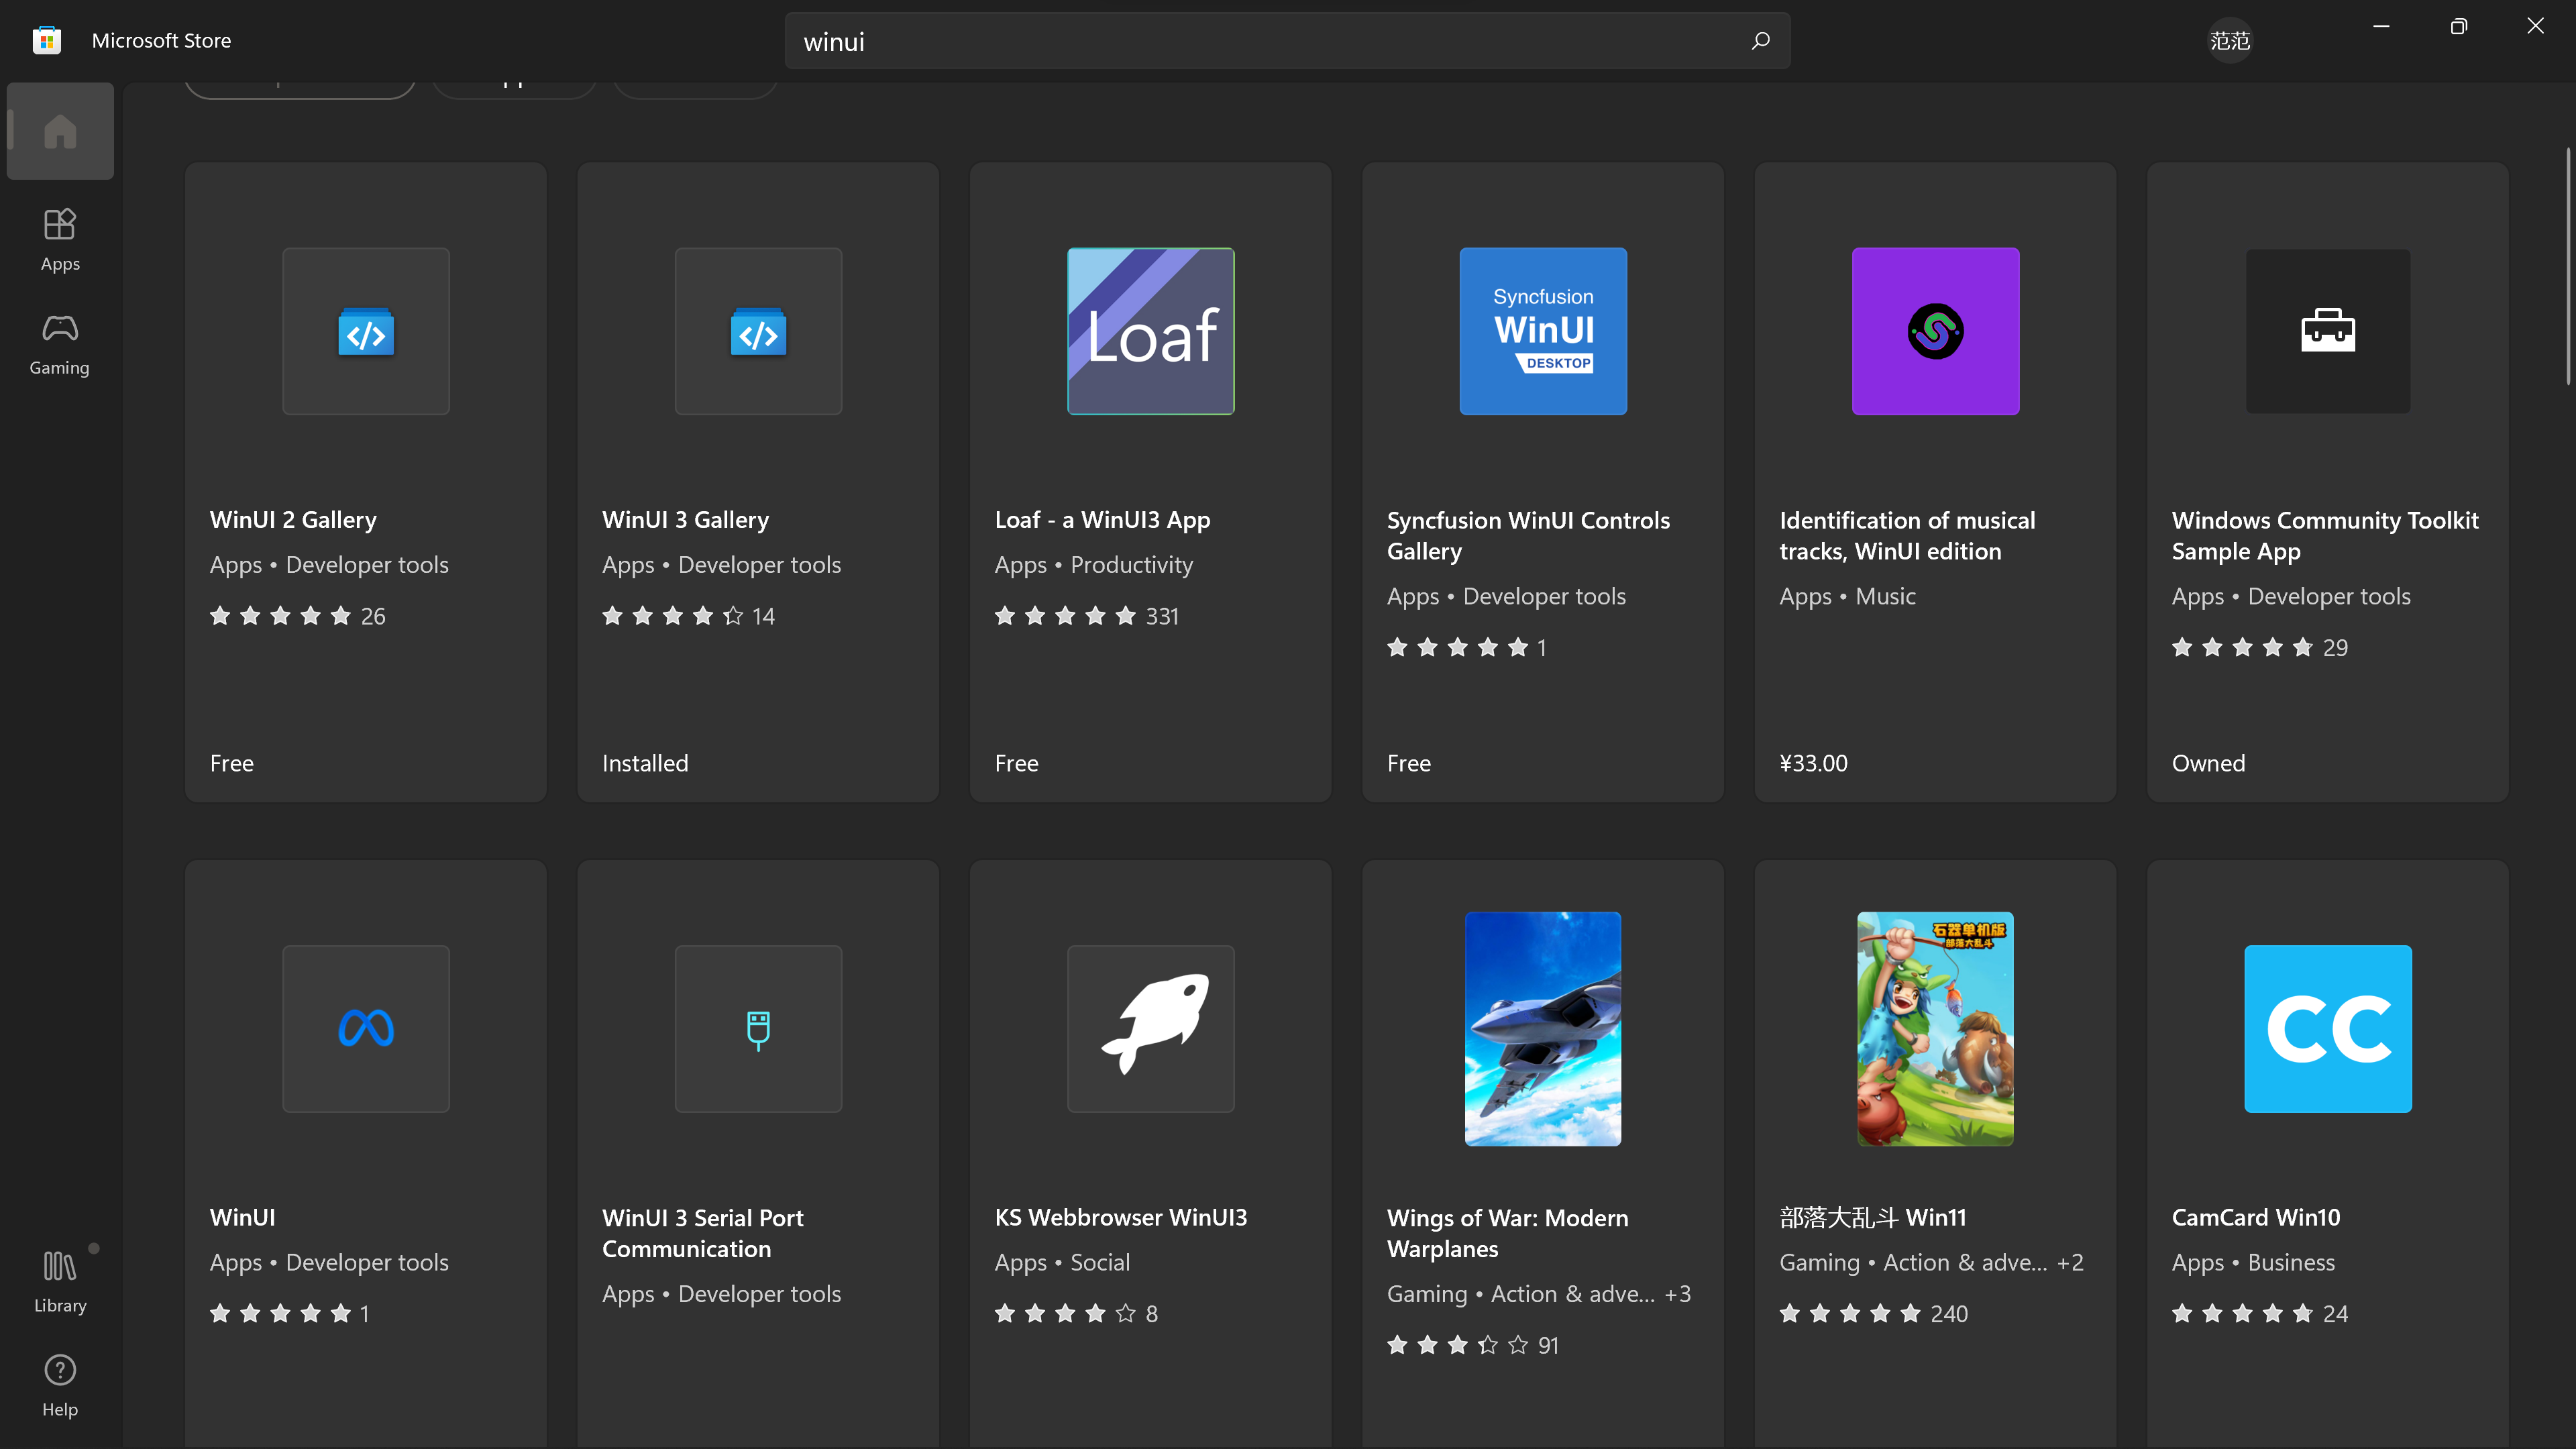 Microsoft Store
winui
范范
Apps
Gaming
Loaf
Syncfusion
WinUI
DESKTOP
WinUI 2 Gallery
Apps • Developer tools
26
Free
WinUI 3 Gallery
Apps • Developer tools
14
Installed
Loaf - a WinUI3 App
Apps • Productivity
331
Free
Syncfusion WinUI Controls
Gallery
Apps • Developer tools
1
Free
Identification of musical
tracks, WinUI edition
Apps • Music
¥33.00
Windows Community Toolkit
Sample App
Apps • Developer tools
29
Owned
石器单机版
部落大乱斗
CC
WinUI
Apps • Developer tools
1
WinUI 3 Serial Port
Communication
Apps • Developer tools
KS Webbrowser WinUI3
Apps • Social
8
Wings of War: Modern
Warplanes
Gaming • Action & adve... +3
91
部落大乱斗 Win11
Gaming • Action & adve... +2
240
CamCard Win10
Apps • Business
24
Library
Help